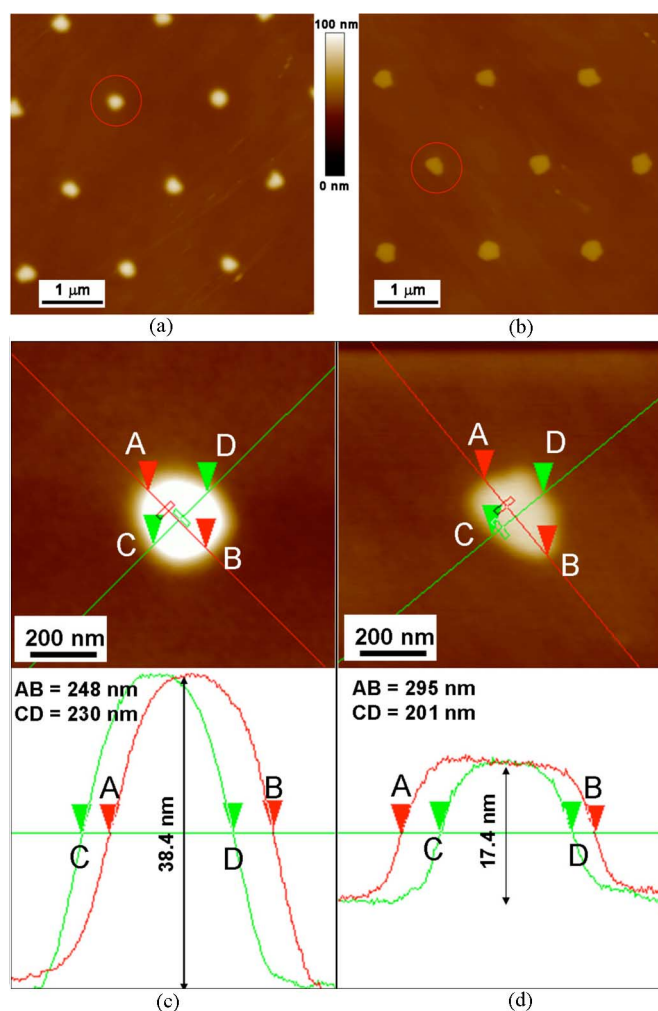 100 nm
0 nm
1 μm
1 μm
(a)
(b)
A
D
C
B
200 nm
A
D
C
B
200 nm
AB = 248 nm
CD = 230 nm
A
B
C
D
38.4 nm
AB = 295 nm
CD = 201 nm
A
B
C
D
17.4 nm
(c)
(d)